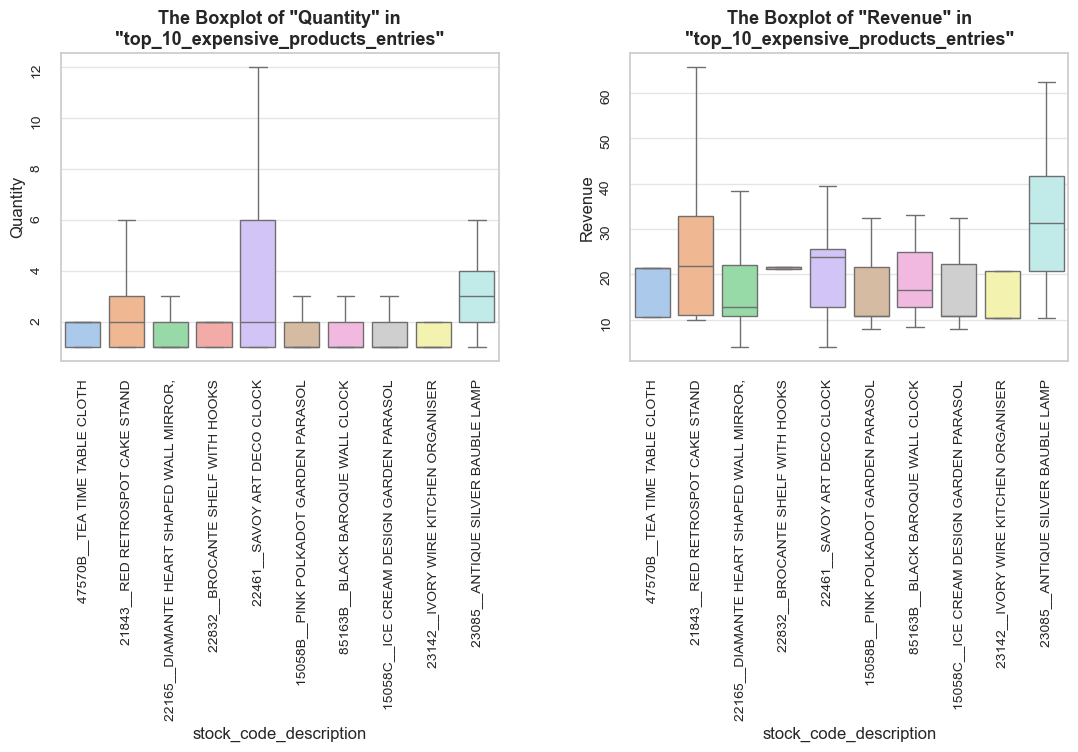 The Boxplot of "Quantity" in
"top_10_expensive_products_entries"
Quantity
12
10
8
6
4
2
47570B__TEA TIME TABLE CLOTH
21843__RED RETROSPOT CAKE STAND
22165__DIAMANTE HEART SHAPED WALL MIRROR,
22832__BROCANTE SHELF WITH HOOKS
22461__SAVOY ART DECO CLOCK
15058B__PINK POLKADOT GARDEN PARASOL
85163B__BLACK BAROQUE WALL CLOCK
15058C__ICE CREAM DESIGN GARDEN PARASOL
23142__IVORY WIRE KITCHEN ORGANISER
23085__ANTIQUE SILVER BAUBLE LAMP
stock_code_description
The Boxplot of "Revenue" in
"top_10_expensive_products_entries"
Revenue
60
50
40
30
20
10
47570B__TEA TIME TABLE CLOTH
21843__RED RETROSPOT CAKE STAND
22165__DIAMANTE HEART SHAPED WALL MIRROR,
22832__BROCANTE SHELF WITH HOOKS
22461__SAVOY ART DECO CLOCK
15058B__PINK POLKADOT GARDEN PARASOL
85163B__BLACK BAROQUE WALL CLOCK
15058C__ICE CREAM DESIGN GARDEN PARASOL
23142__IVORY WIRE KITCHEN ORGANISER
23085__ANTIQUE SILVER BAUBLE LAMP
stock_code_description